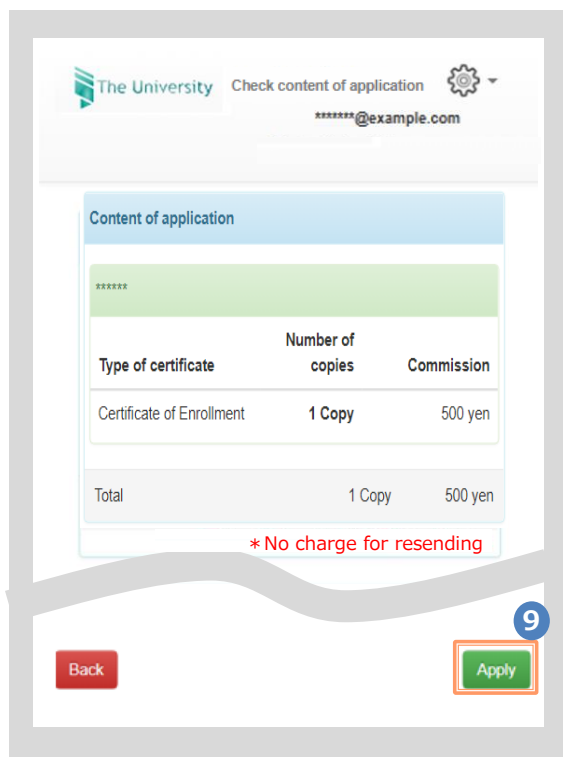 The University Check content of application
*******@example.com
Content of application
******
Number of
Type of certificate copies Commission
Certificate of Enrollment 1 Copy 500 yen
Total 1 Copy 500 yen
*No charge for resending
9
Back Apply